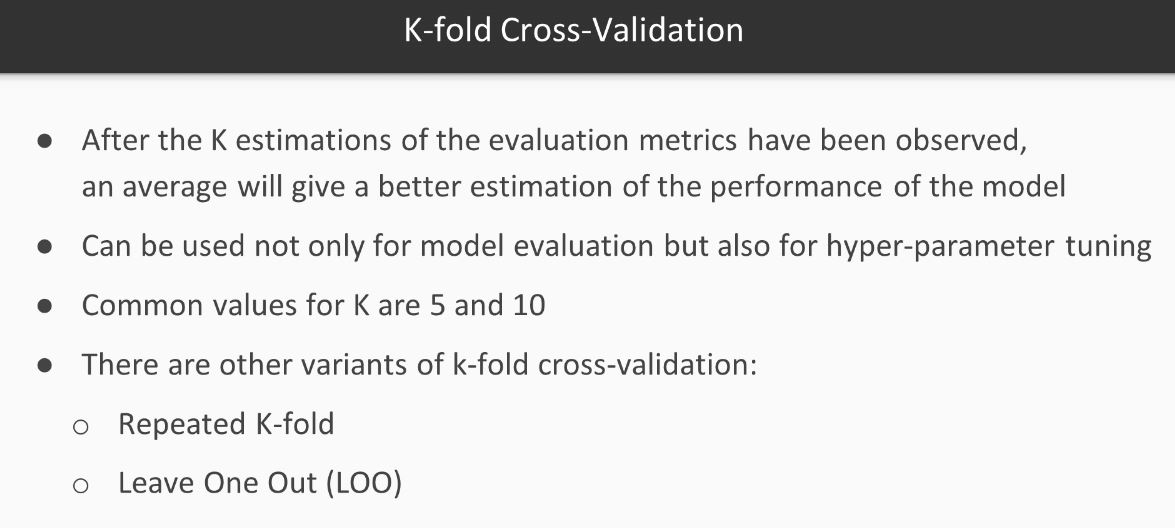 K-fold Cross-Validation
● After the K estimations of the evaluation metrics have been observed,
an average will give a better estimation of the performance of the model
● Can be used not only for model evaluation but also for hyper-parameter tuning
● Common values for K are 5 and 10
● There are other variants of k-fold cross-validation:
○ Repeated K-fold
○ Leave One Out (LOO)